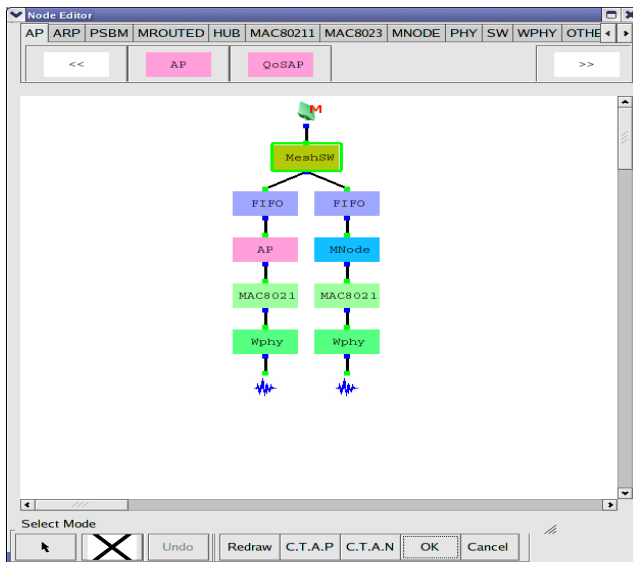 Node Editor
AP ARP PSBM MROUTED HUB MAC80211 MAC8023 MNODE PHY SW WPHY OTHE
<< AP QoSAP >>
M
MeshSW
FIFO FIFO
AP MNode
MAC8021 MAC8021
Wphy Wphy
Select Mode
Undo Redraw C.T.A.P C.T.A.N OK Cancel